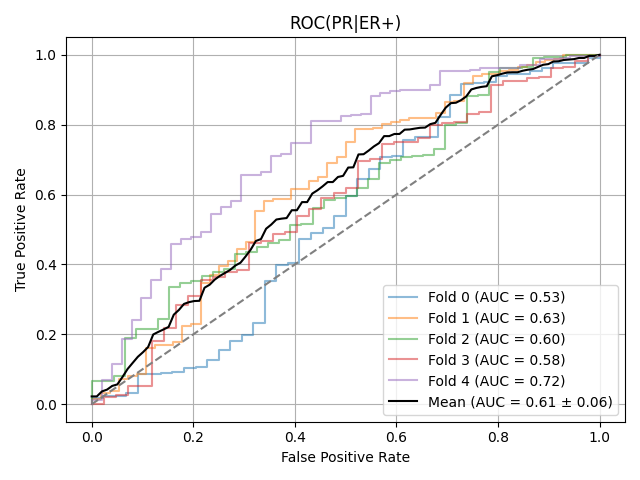 ROC(PR|ER+)
True Positive Rate
1.0
0.8
0.6
0.4
0.2
0.0
Fold 0 (AUC = 0.53)
Fold 1 (AUC = 0.63)
Fold 2 (AUC = 0.60)
Fold 3 (AUC = 0.58)
Fold 4 (AUC = 0.72)
Mean (AUC = 0.61 ± 0.06)
0.0 0.2 0.4 0.6 0.8 1.0
False Positive Rate